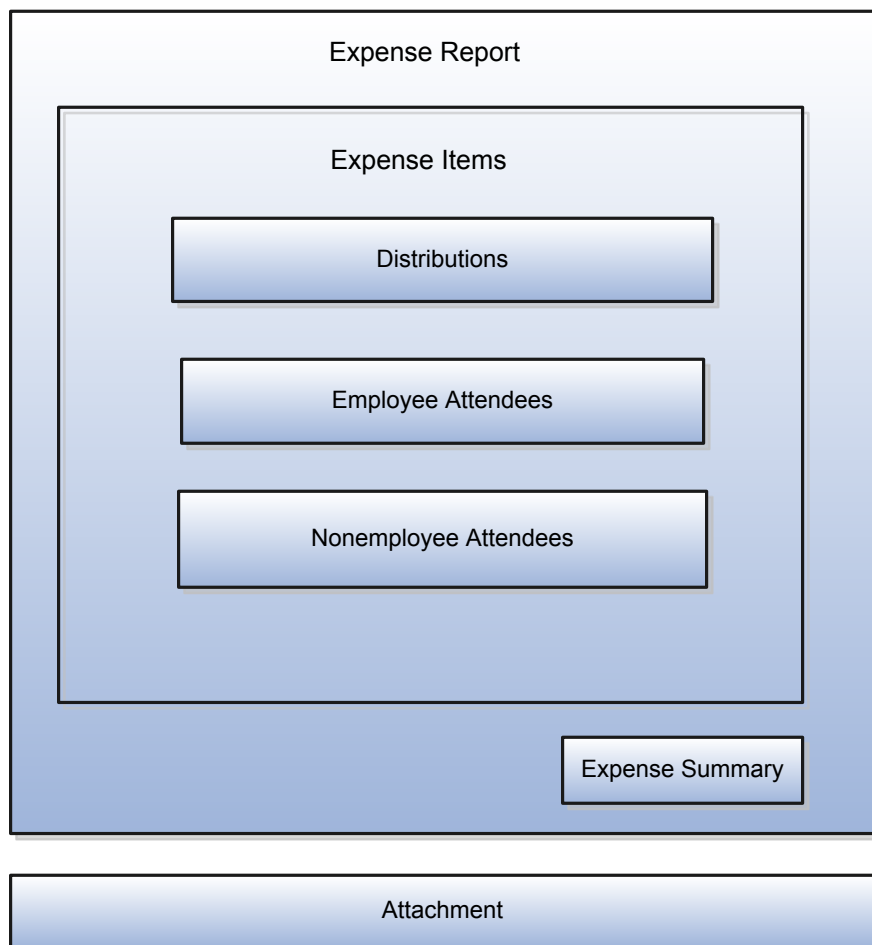 Expense Report
Expense Items
Distributions
Employee Attendees
Nonemployee Attendees
Expense Summary
Attachment